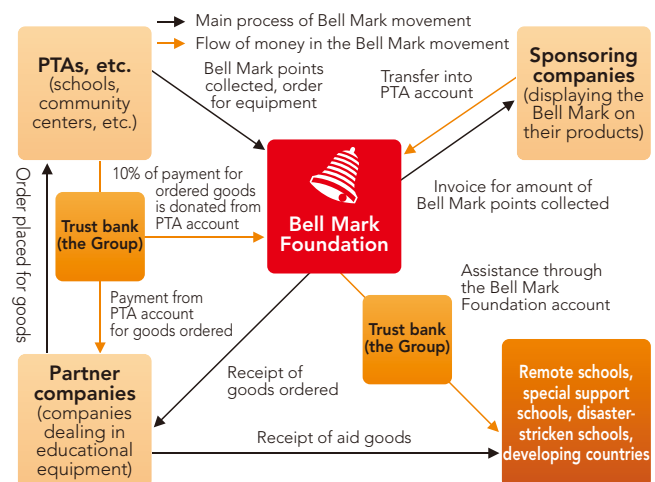 Main process of Bell Mark movement
Flow of money in the Bell Mark movement
PTAs, etc.
(schools,
community
centers, etc.)
Bell Mark points
collected, order
for equipment
Transfer into
PTA account
Sponsoring
companies
(displaying the
Bell Mark on
their products)
Order placed for goods
10% of payment for
ordered goods
is donated from
PTA account
Trust bank
(the Group)
Bell Mark
Foundation
Invoice for amount of
Bell Mark points collected
Payment from
PTA account
for goods ordered
Assistance through
the Bell Mark
Foundation account
Trust bank
(the Group)
Partner
companies
(companies
dealing in
educational
equipment)
Receipt of
goods ordered
Receipt of aid goods
Remote schools,
special support
schools, disaster-
stricken schools,
developing countries